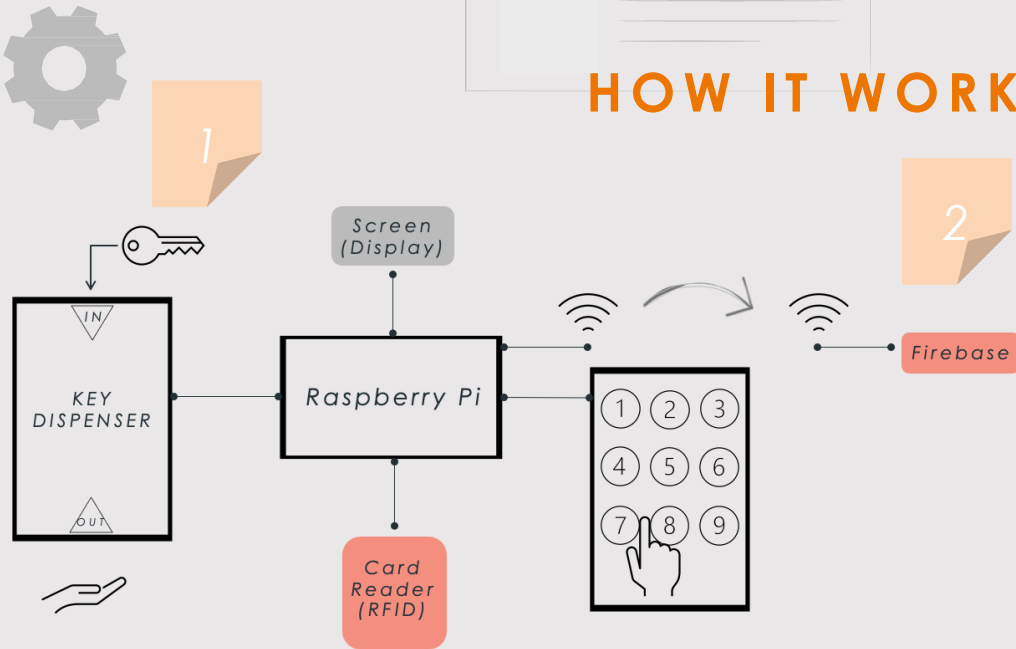 HOW IT WORK
1
2
Screen
(Display)
IN
KEY
DISPENSER
OUT
Raspberry Pi
Firebase
1 2 3
4 5 6
7 8 9
Card
Reader
(RFID)